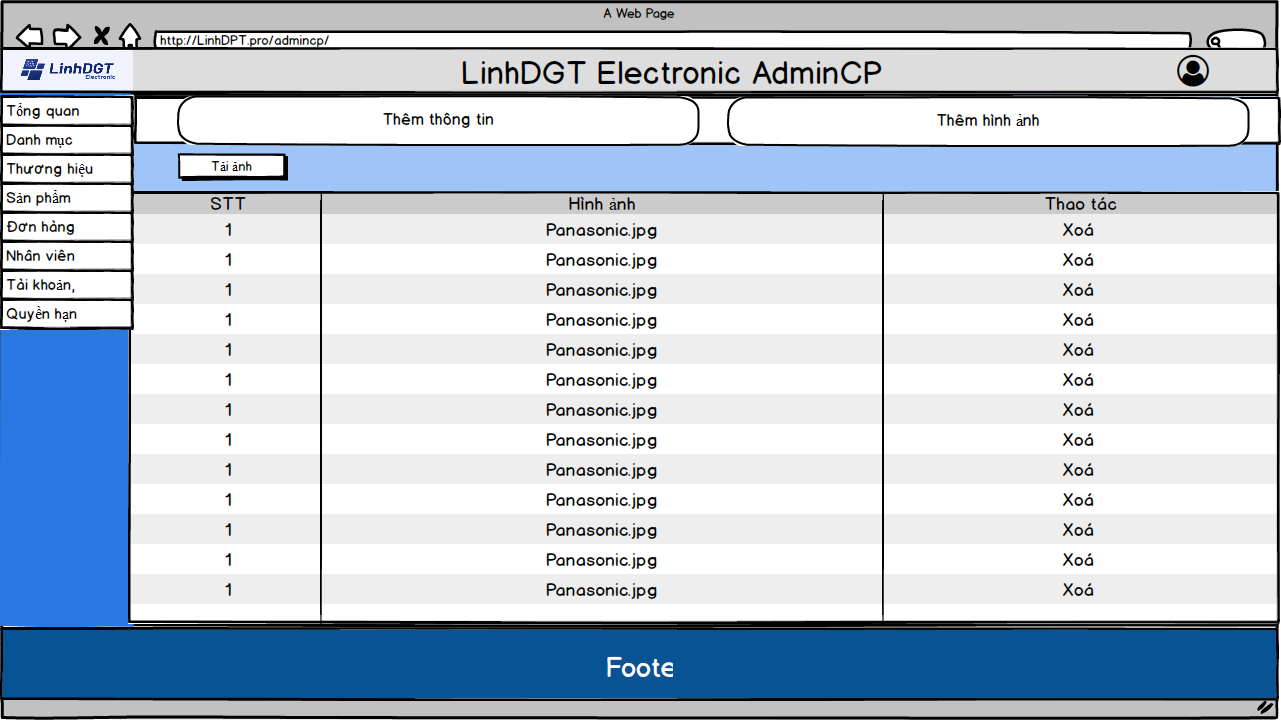 A Web Page
http://LinhDPT.pro/admincp/
LinhDGT
Electronic
LinhDGT Electronic AdminCP
Tổng quan
Danh mục
Thương hiệu
Sản phẩm
Đơn hàng
Nhân viên
Tài khoản,
Quyền hạn
Thêm thông tin Thêm hình ảnh
Tải ảnh
STT Hình ảnh Thao tác
1 Panasonic.jpg Xoá
1 Panasonic.jpg Xoá
1 Panasonic.jpg Xoá
1 Panasonic.jpg Xoá
1 Panasonic.jpg Xoá
1 Panasonic.jpg Xoá
1 Panasonic.jpg Xoá
1 Panasonic.jpg Xoá
1 Panasonic.jpg Xoá
1 Panasonic.jpg Xoá
1 Panasonic.jpg Xoá
1 Panasonic.jpg Xoá
1 Panasonic.jpg Xoá
Foote